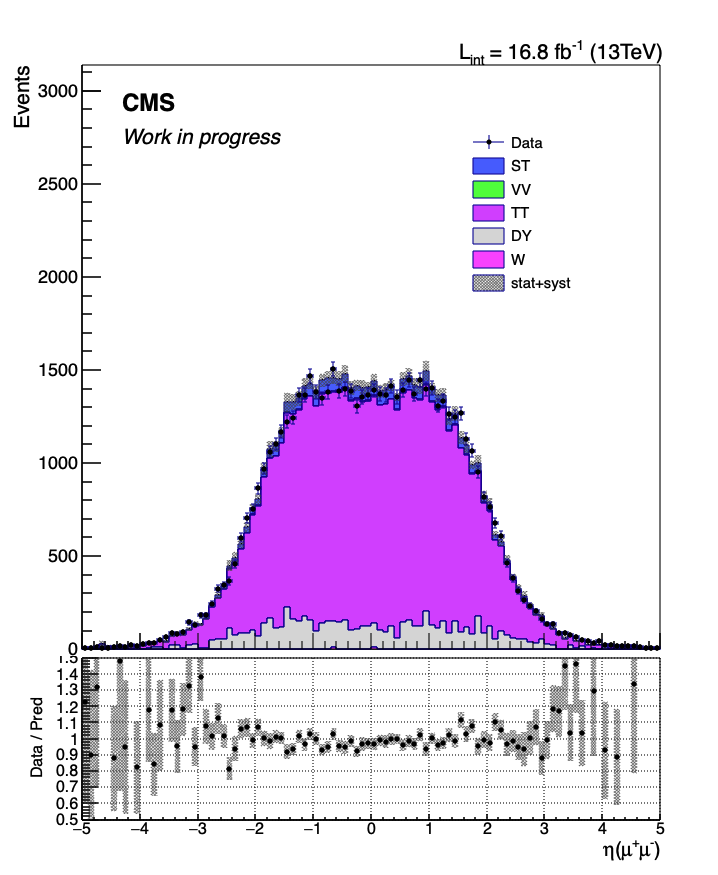 L_int = 16.8 fb^-1 (13TeV)
Events
3000
2500
2000
1500
1000
500
0
CMS
Work in progress
Data
ST
VV
TT
DY
W
stat+syst
Data / Pred
1.5
1.4
1.3
1.2
1.1
1
0.9
0.8
0.7
0.6
0.5
−5 −4 −3 −2 −1 0 1 2 3 4 5
η(μ⁺μ⁻)